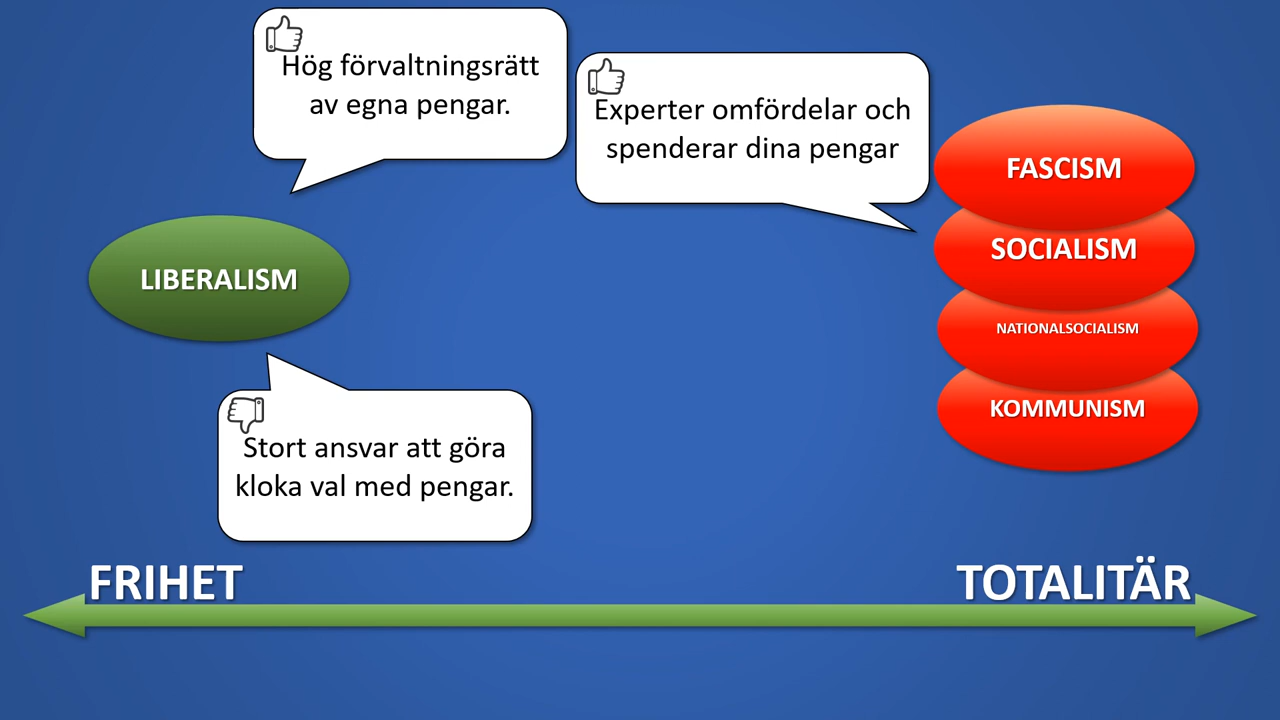 Hög förvaltningsrätt
av egna pengar.
Experter omfördelar och
spenderar dina pengar
FASCISM
SOCIALISM
LIBERALISM
NATIONALSOCIALISM
KOMMUNISM
Stort ansvar att göra
kloka val med pengar.
FRIHET
TOTALITÄR